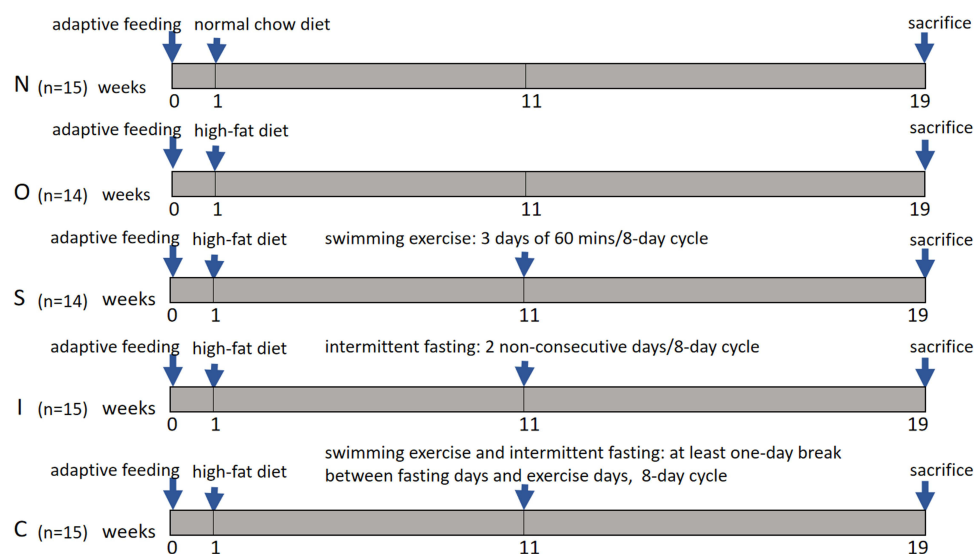 adaptive feeding normal chow diet sacrifice
N (n=15) weeks
0 1 11 19
adaptive feeding high-fat diet sacrifice
O (n=14) weeks
0 1 11 19
adaptive feeding high-fat diet swimming exercise: 3 days of 60 mins/8-day cycle sacrifice
S (n=14) weeks
0 1 11 19
adaptive feeding high-fat diet intermittent fasting: 2 non-consecutive days/8-day cycle sacrifice
I (n=15) weeks
0 1 11 19
swimming exercise and intermittent fasting: at least one-day break
adaptive feeding high-fat diet between fasting days and exercise days, 8-day cycle sacrifice
C (n=15) weeks
0 1 11 19